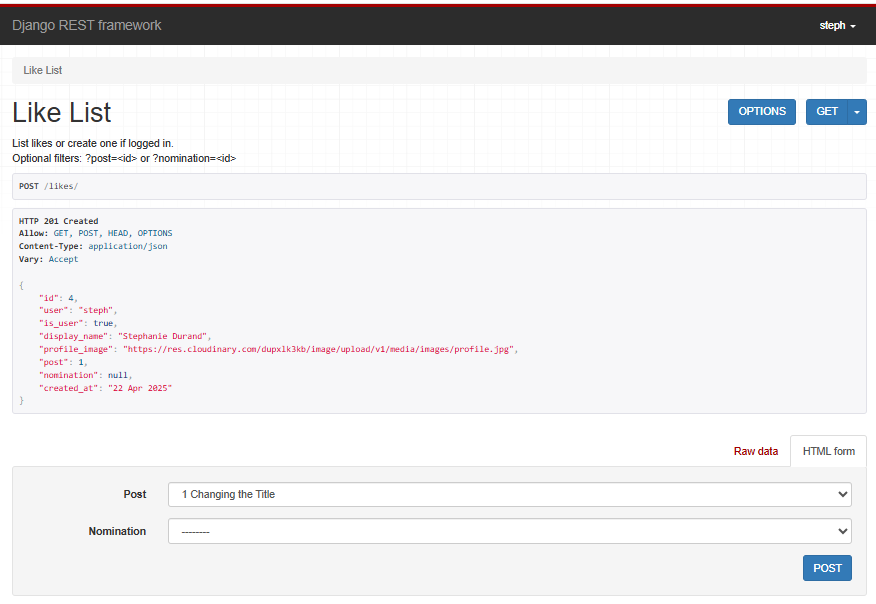 Django REST framework
steph
Like List
Like List
OPTIONS
GET
List likes or create one if logged in.
Optional filters: ?post=<id> or ?nomination=<id>
POST /likes/
HTTP 201 Created
Allow: GET, POST, HEAD, OPTIONS
Content-Type: application/json
Vary: Accept
{
    "id": 4,
    "user": "steph",
    "is_user": true,
    "display_name": "Stephanie Durand",
    "profile_image": "https://res.cloudinary.com/dupxlk3kb/image/upload/v1/media/images/profile.jpg",
    "post": 1,
    "nomination": null,
    "created_at": "22 Apr 2025"
}
Raw data
HTML form
Post
1 Changing the Title
Nomination
---------
POST